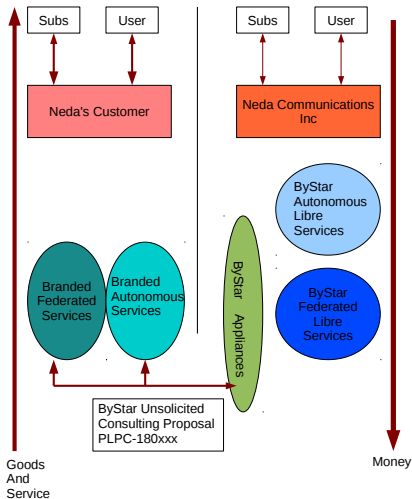 Subs
User
Subs
User
Neda's Customer
Neda Communications
Inc
ByStar
Autonomous
Libre
Services
Branded
Federated
Services
Branded
Autonomous
Services
ByStar Appliances
ByStar
Federated
Libre
Services
ByStar Unsolicited
Consulting Proposal
PLPC-180xxx
Goods
And
Service
Money